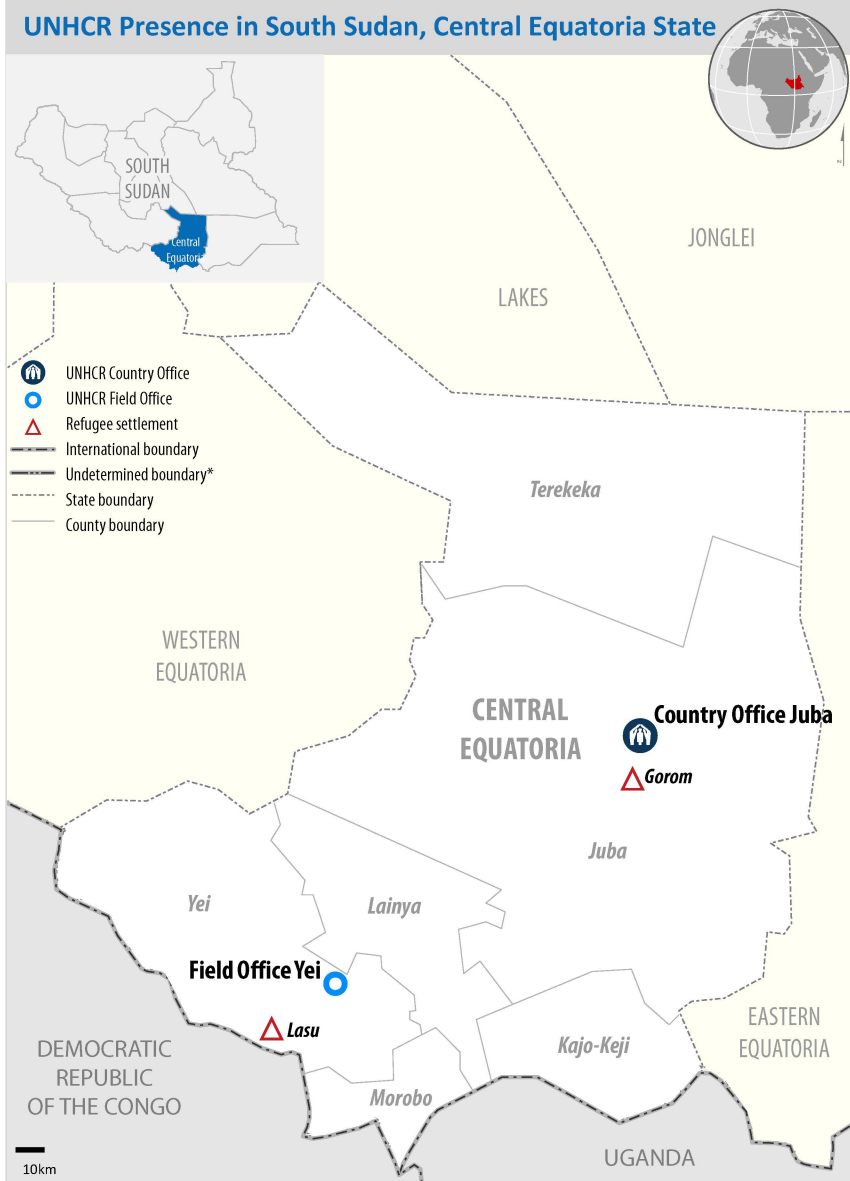 UNHCR Presence in South Sudan, Central Equatoria State
SOUTH
SUDAN
Central
Equatoria
N
JONGLEI
LAKES
UNHCR Country Office
UNHCR Field Office
Refugee settlement
International boundary
Undetermined boundary*
State boundary
County boundary
Terekeka
WESTERN
EQUATORIA
CENTRAL
EQUATORIA
Country Office Juba
Gorom
Juba
Yei
Lainya
Field Office Yei
Lasu
Kajo-Keji
EASTERN
EQUATORIA
DEMOCRATIC
REPUBLIC
OF THE CONGO
Morobo
UGANDA
10km